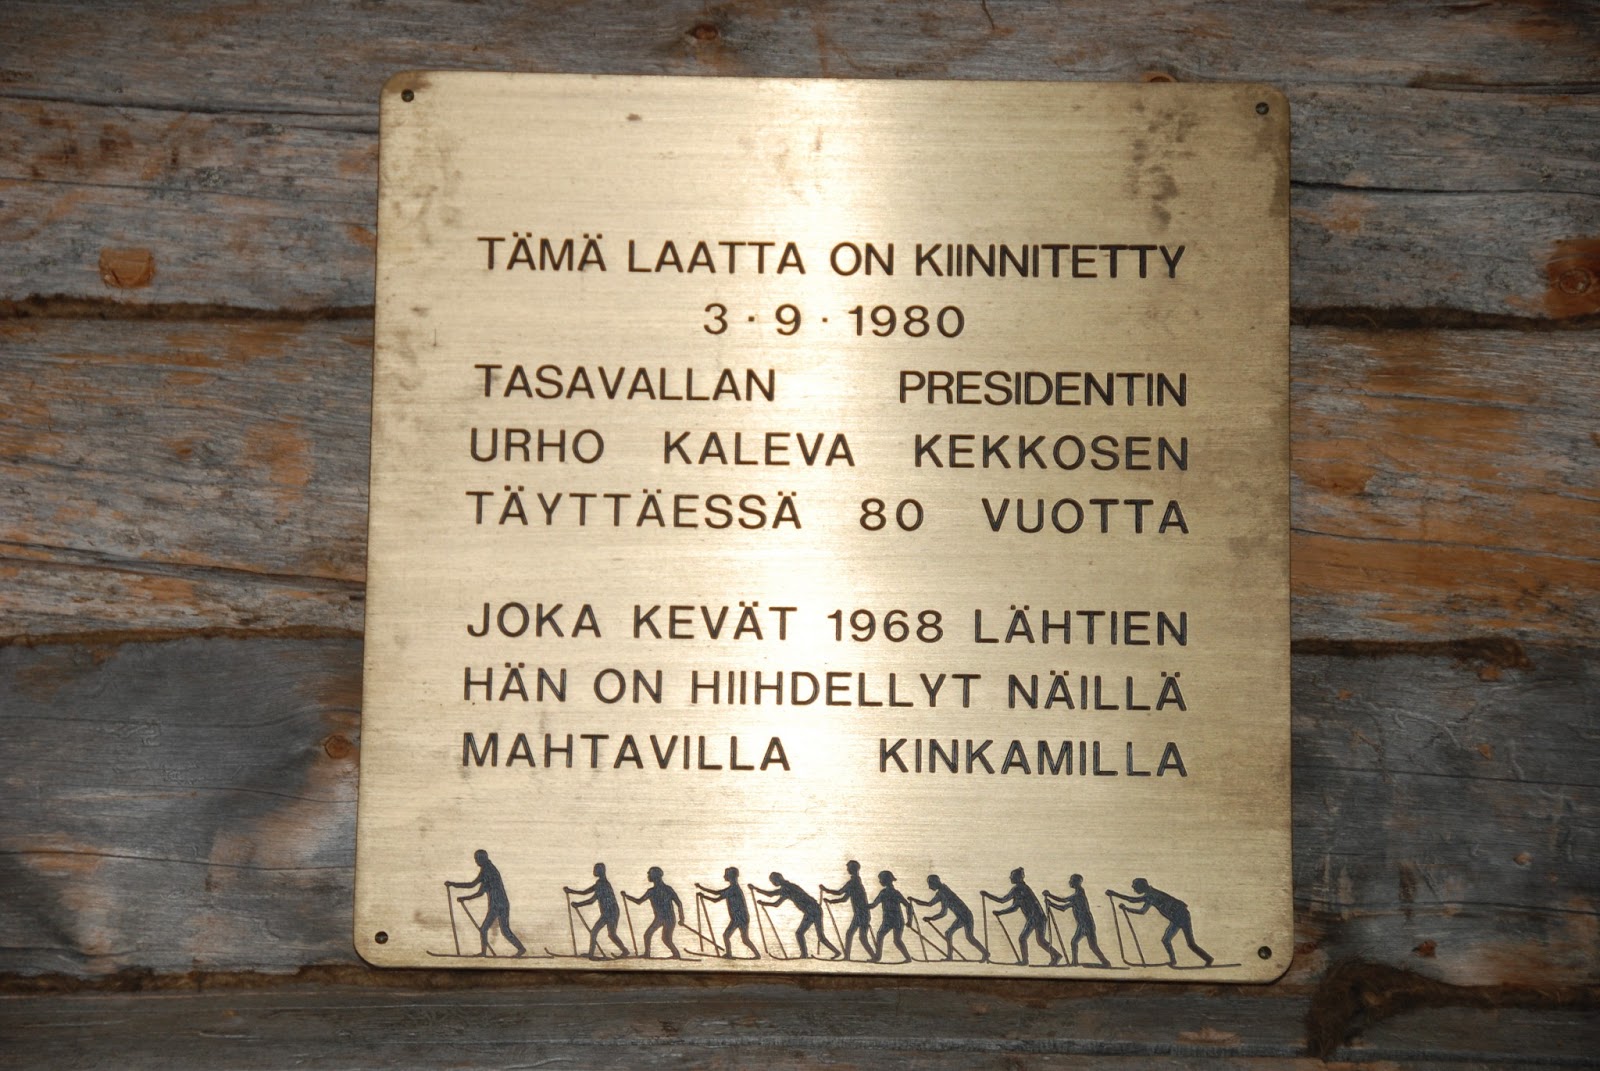 TÄMÄ LAATTA ON KIINNITETTY
3 · 9 · 1980
TASAVALLAN PRESIDENTIN
URHO KALEVA KEKKOSEN
TÄYTTÄESSÄ 80 VUOTTA
JOKA KEVÄT 1968 LÄHTIEN
HÄN ON HIIHDELLYT NÄILLÄ
MAHTAVILLA KINKAMILLA